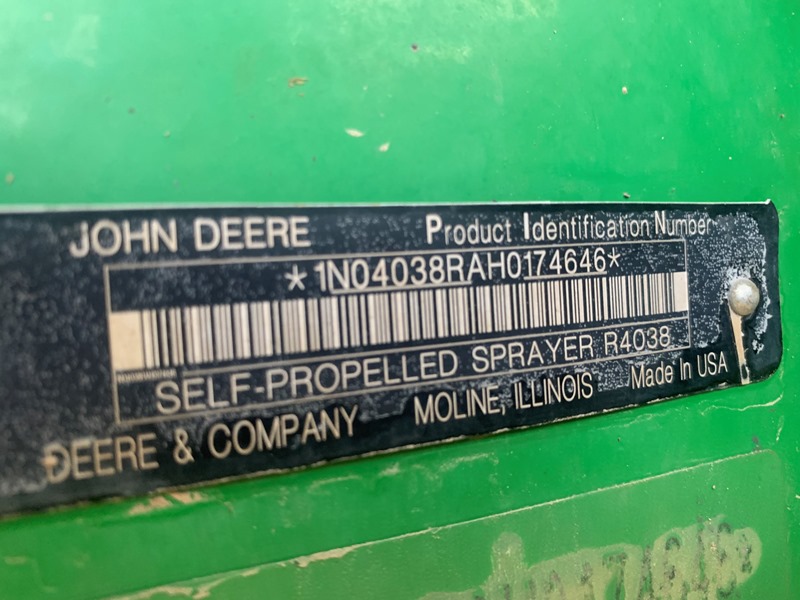 JOHN DEERE Product Identification Number
*1N04038RAH0174646*
SELF-PROPELLED SPRAYER R4038
DEERE & COMPANY MOLINE, ILLINOIS Made In USA